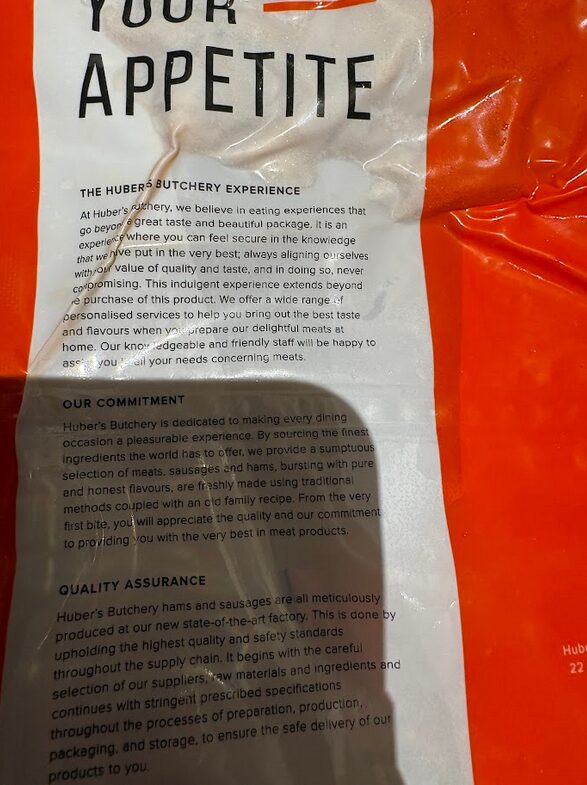 YOUR
APPETITE
THE HUBER'S BUTCHERY EXPERIENCE
At Huber's Butchery, we believe in eating experiences that
go beyond great taste and beautiful package. It is an
experience where you can feel secure in the knowledge
that we have put in the very best; always aligning ourselves
with our value of quality and taste, and in doing so, never
compromising. This indulgent experience extends beyond
the purchase of this product. We offer a wide range of
personalised services to help you bring out the best taste
and flavours when you prepare our delightful meats at
home. Our knowledgeable and friendly staff will be happy to
assist you in all your needs concerning meats.
OUR COMMITMENT
Huber's Butchery is dedicated to making every dining
occasion a pleasurable experience. By sourcing the finest
ingredients the world has to offer, we provide a sumptuous
selection of meats. sausages and hams, bursting with pure
and honest flavours, are freshly made using traditional
methods coupled with an old family recipe. From the very
first bite, you will appreciate the quality and our commitment
to providing you with the very best in meat products.
QUALITY ASSURANCE
Huber's Butchery hams and sausages are all meticulously
produced at our new state-of-the-art factory. This is done by
upholding the highest quality and safety standards
throughout the supply chain. It begins with the careful
selection of our suppliers, raw materials and ingredients and
continues with stringent prescribed specifications
throughout the processes of preparation, production,
packaging, and storage, to ensure the safe delivery of our
products to you.
Hube
22